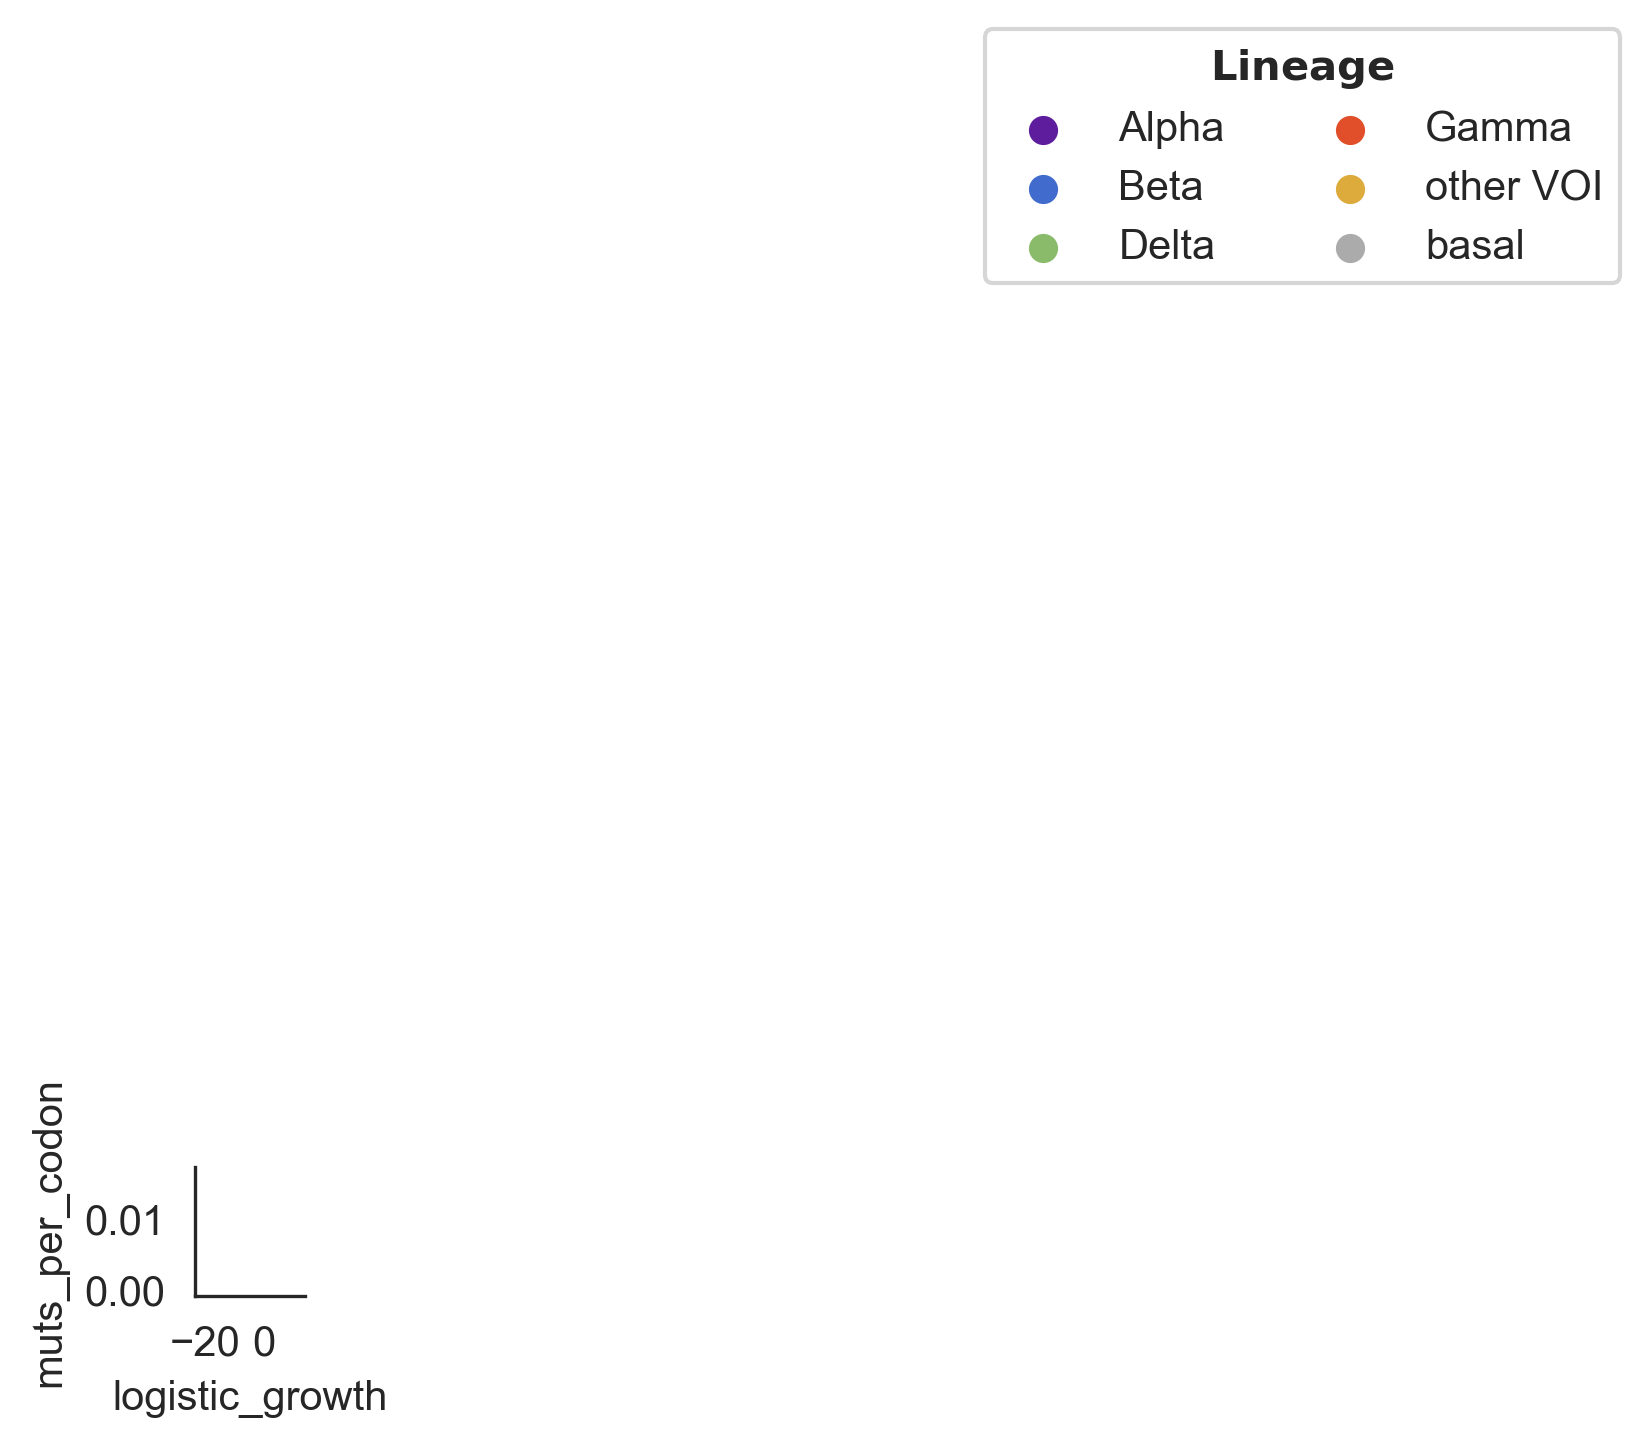 Lineage
Alpha
Beta
Delta
Gamma
other VOI
basal
muts_per_codon
0.01
0.00
−20 0
logistic_growth